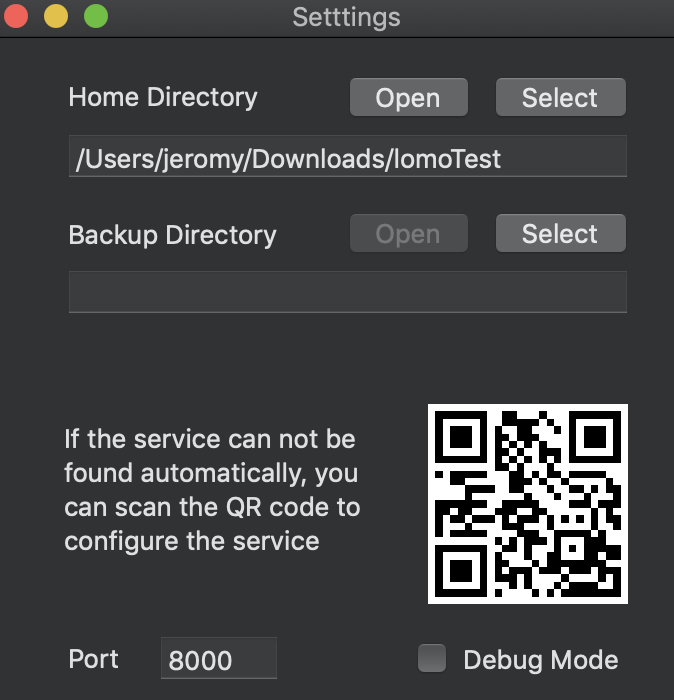 Setttings
Home Directory Open Select
/Users/jeromy/Downloads/lomoTest
Backup Directory Open Select
If the service can not be
found automatically, you
can scan the QR code to
configure the service
Port 8000 Debug Mode